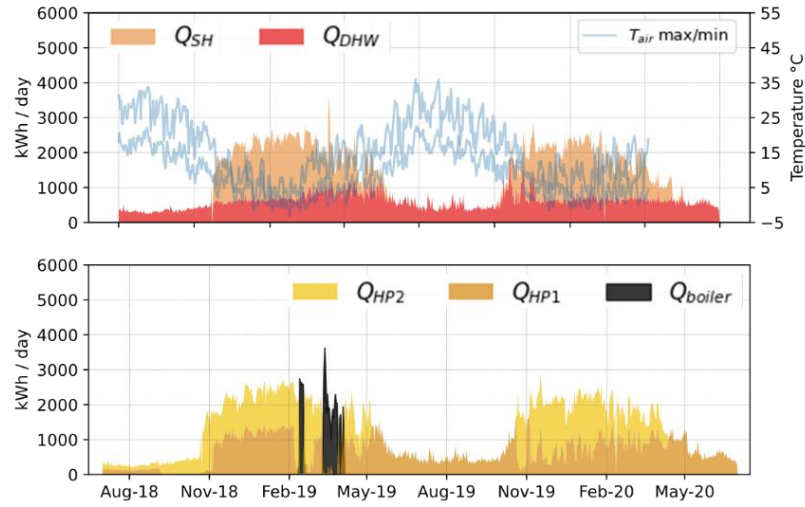 6000
5000
4000
3000
2000
1000
0
kWh / day
Q_SH
Q_DHW
T_air max/min
55
45
35
25
15
5
−5
Temperature °C
6000
5000
4000
3000
2000
1000
0
kWh / day
Q_HP2
Q_HP1
Q_boiler
Aug-18 Nov-18 Feb-19 May-19 Aug-19 Nov-19 Feb-20 May-20